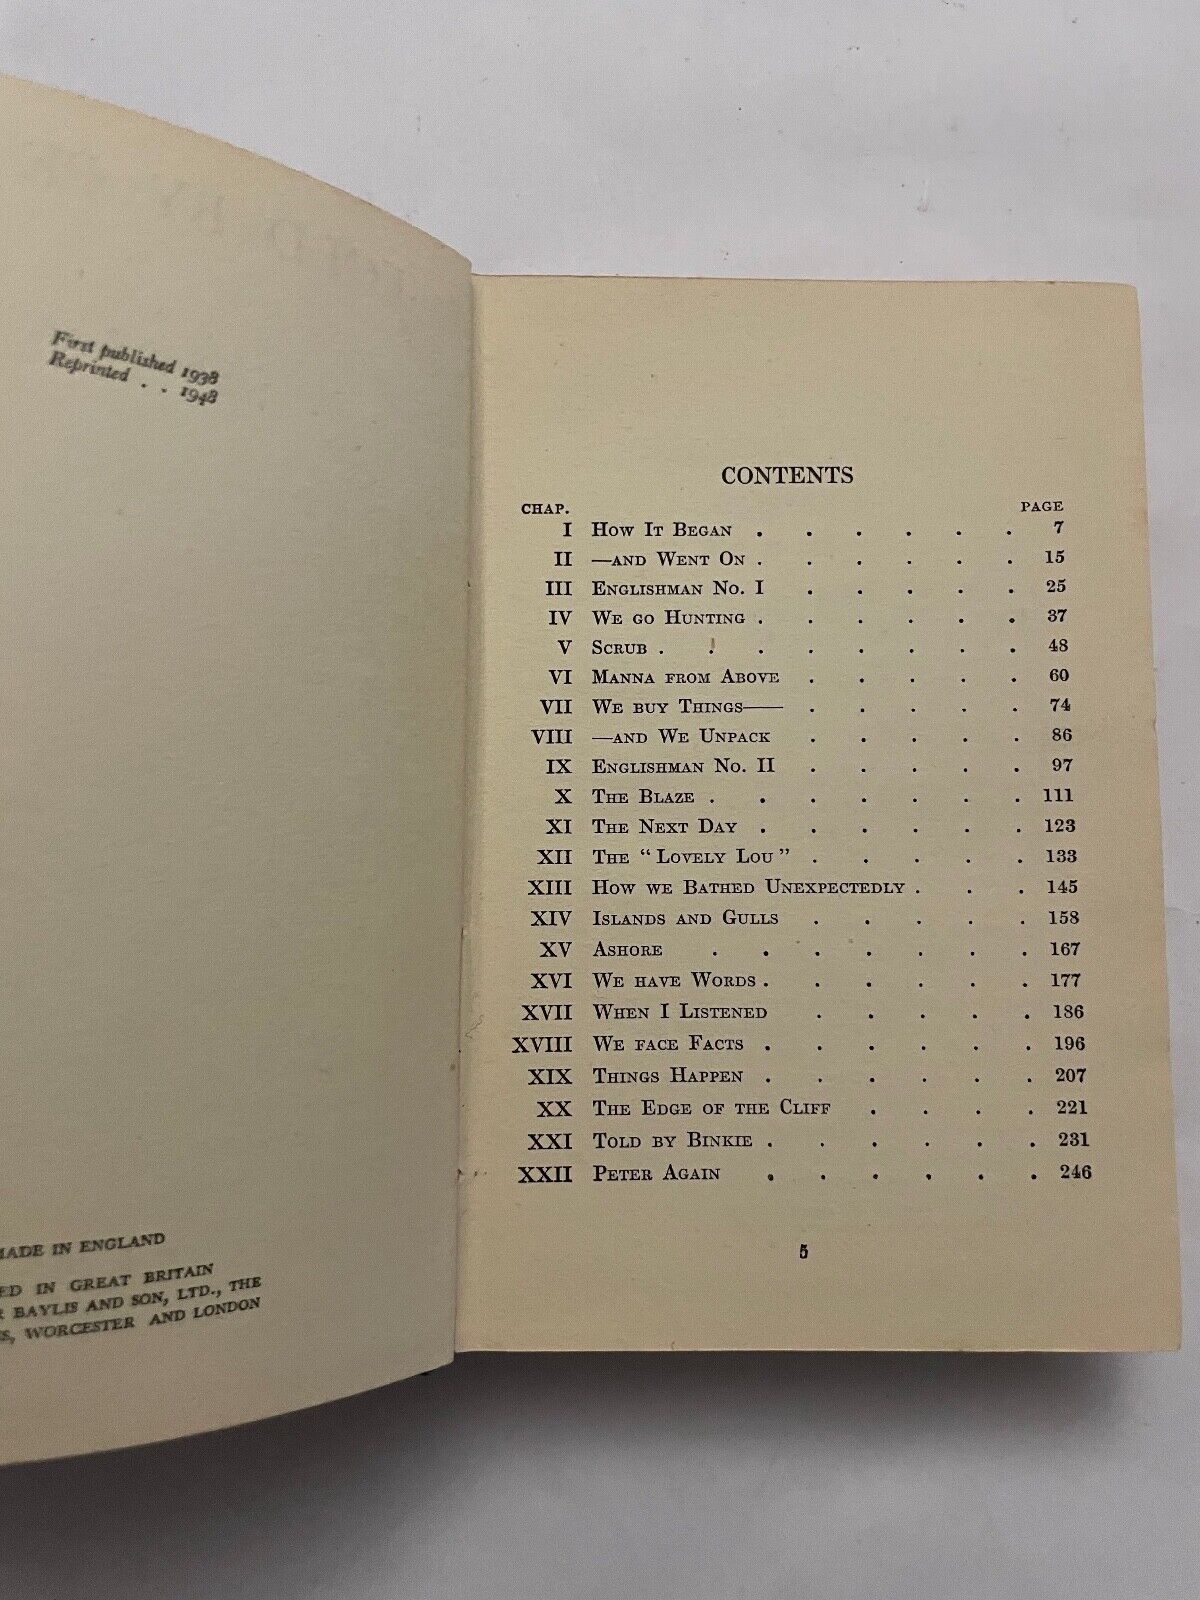 First published 1938
Reprinted . . 1948
MADE IN ENGLAND
IN GREAT BRITAIN
BAYLIS AND SON, LTD., THE
WORCESTER AND LONDON
CONTENTS
CHAP. PAGE
I How It Began . . . . . . 7
II —and Went On . . . . . . 15
III Englishman No. I . . . . . 25
IV We go Hunting . . . . . . 37
V Scrub . . . . . . . . 48
VI Manna from Above . . . . . 60
VII We buy Things—— . . . . . 74
VIII —and We Unpack . . . . . 86
IX Englishman No. II . . . . . 97
X The Blaze . . . . . . . 111
XI The Next Day . . . . . . 123
XII The "Lovely Lou" . . . . . 133
XIII How we Bathed Unexpectedly . . . 145
XIV Islands and Gulls . . . . . 158
XV Ashore . . . . . . . 167
XVI We have Words . . . . . . 177
XVII When I Listened . . . . . 186
XVIII We face Facts . . . . . . 196
XIX Things Happen . . . . . . 207
XX The Edge of the Cliff . . . . 221
XXI Told by Binkie . . . . . . 231
XXII Peter Again . . . . . . 246
5